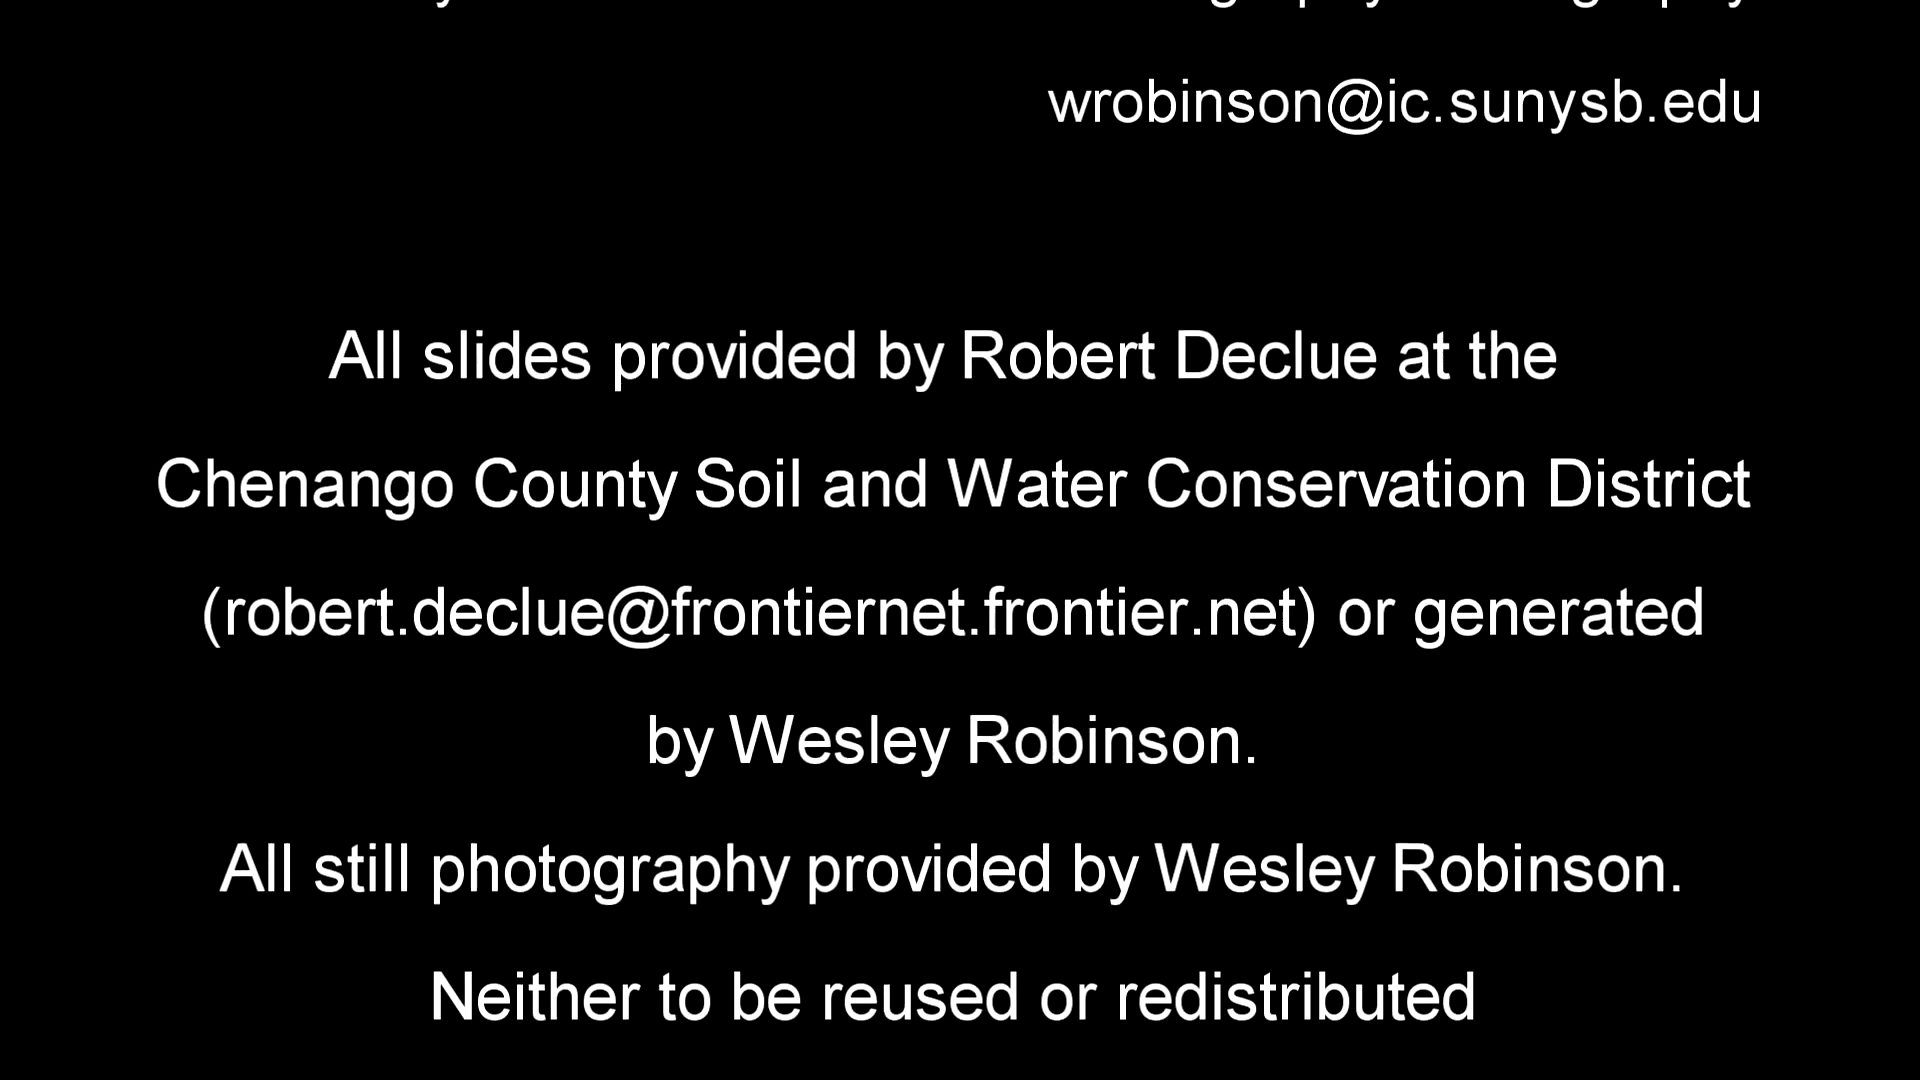 wrobinson@ic.sunysb.edu
All slides provided by Robert Declue at the
Chenango County Soil and Water Conservation District
(robert.declue@frontiernet.frontier.net) or generated
by Wesley Robinson.
All still photography provided by Wesley Robinson.
Neither to be reused or redistributed